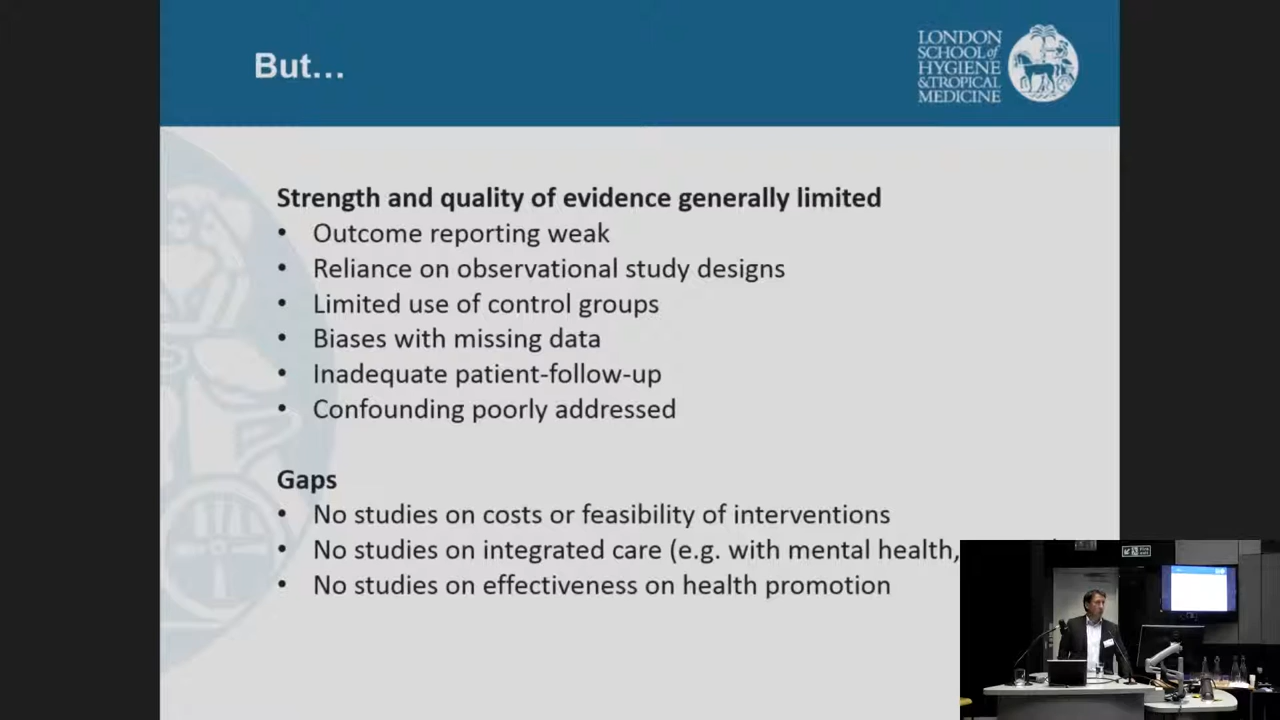 But...
LONDON
SCHOOL of
HYGIENE
& TROPICAL
MEDICINE
Strength and quality of evidence generally limited
• Outcome reporting weak
• Reliance on observational study designs
• Limited use of control groups
• Biases with missing data
• Inadequate patient-follow-up
• Confounding poorly addressed
Gaps
• No studies on costs or feasibility of interventions
• No studies on integrated care (e.g. with mental health,
• No studies on effectiveness on health promotion